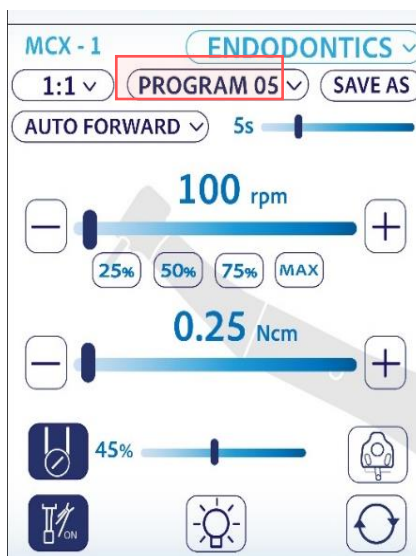 MCX - 1 ENDODONTICS
1:1 PROGRAM 05 SAVE AS
AUTO FORWARD 5s
100 rpm
25% 50% 75% MAX
0.25 Ncm
45%
ON